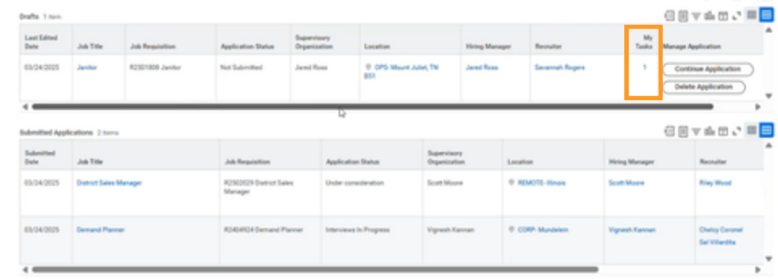 Drafts 1 item
Last Edited Date
Job Title
Job Requisition
Application Status
Supervisory Organization
Location
Hiring Manager
Recruiter
My Tasks
Manage Application
03/24/2025
Janitor
R2501808 Janitor
Not Submitted
Jared Ross
OPS- Mount Juliet, TN 851
Jared Ross
Savannah Rogers
1
Continue Application
Delete Application
Submitted Applications 2 items
Submitted Date
Job Title
Job Requisition
Application Status
Supervisory Organization
Location
Hiring Manager
Recruiter
03/24/2025
District Sales Manager
R2502029 District Sales Manager
Under consideration
Scott Moore
REMOTE- Illinois
Scott Moore
Riley Wood
03/24/2025
Demand Planner
R2404924 Demand Planner
Interviews In Progress
Vignesh Kannan
CORP- Mundelein
Vignesh Kannan
Chelsy Coronel
Sal Villardita